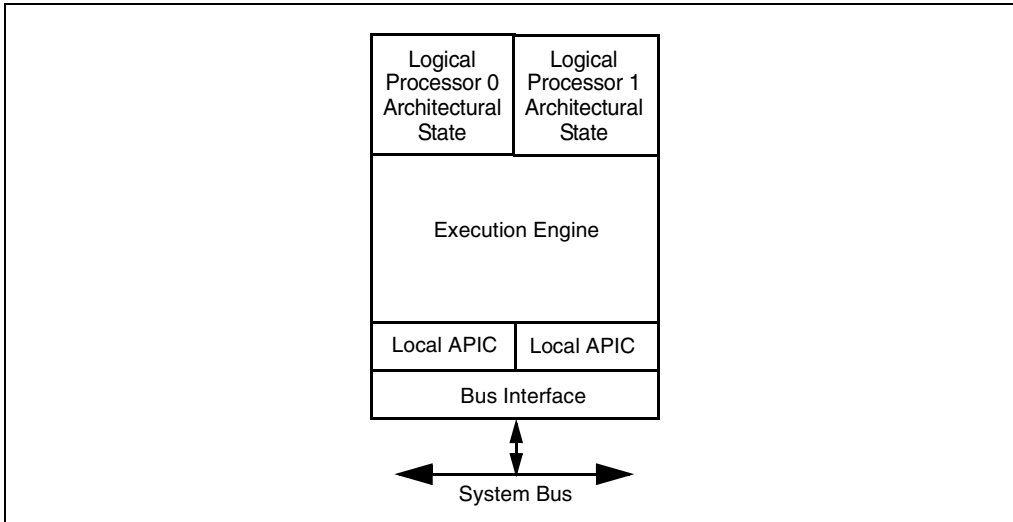 Logical
Processor 0
Architectural
State
Logical
Processor 1
Architectural
State
Execution Engine
Local APIC
Local APIC
Bus Interface
System Bus